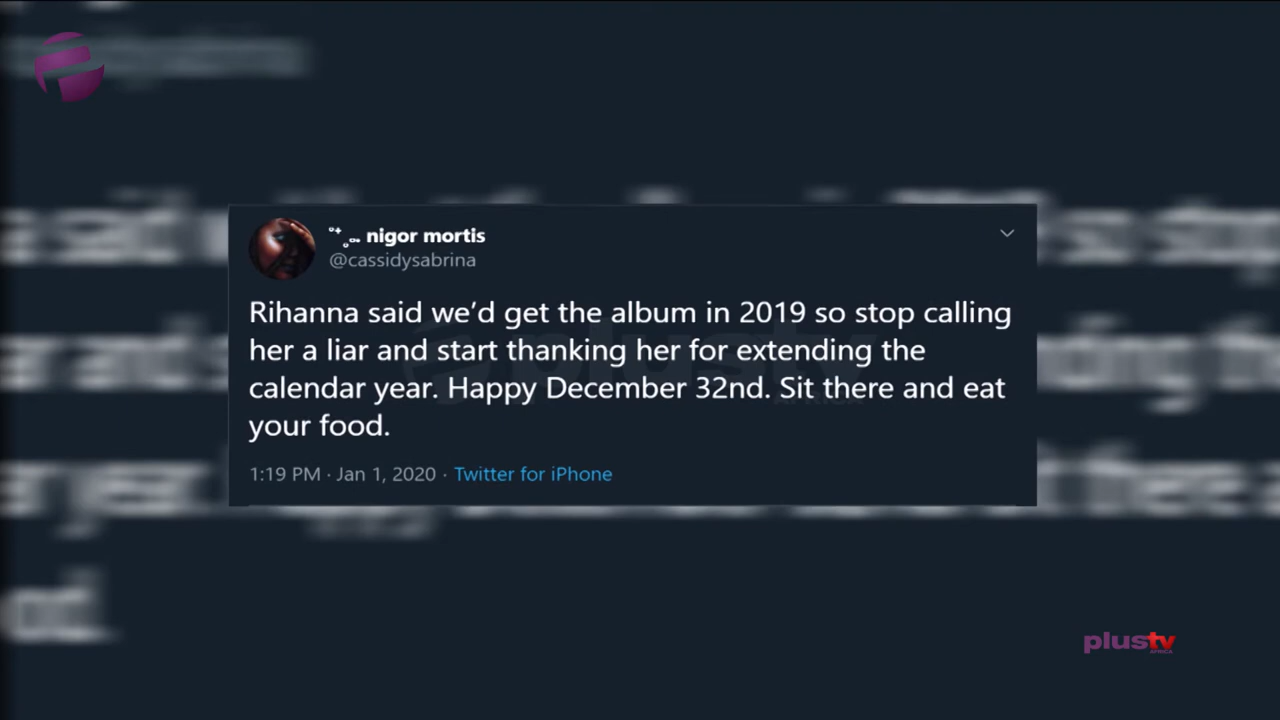 nigor mortis
@cassidysabrina
Rihanna said we’d get the album in 2019 so stop calling
her a liar and start thanking her for extending the
calendar year. Happy December 32nd. Sit there and eat
your food.
1:19 PM · Jan 1, 2020 · Twitter for iPhone
plustv
AFRICA